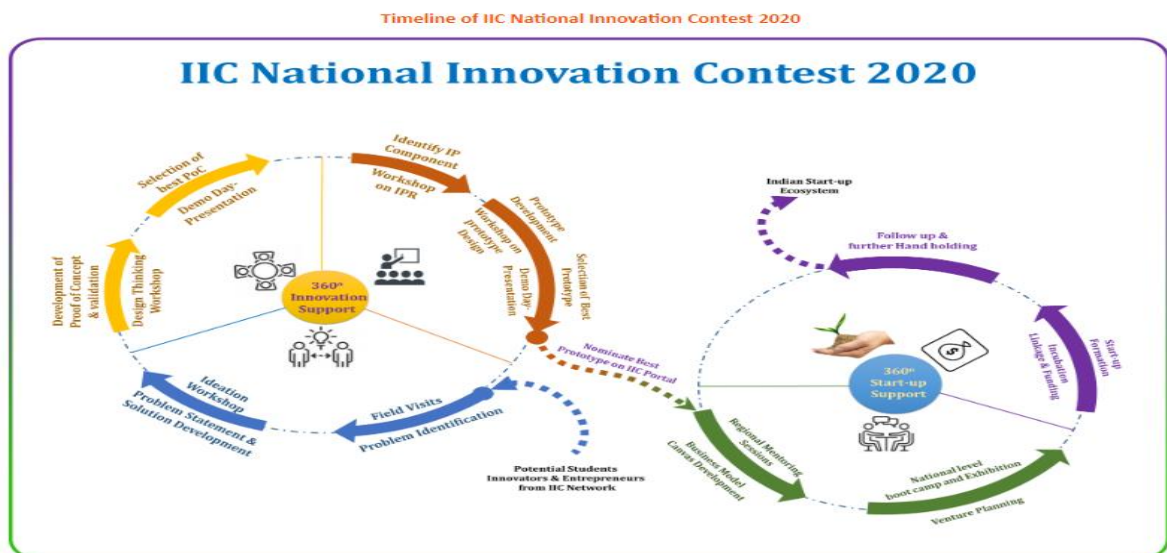 Timeline of IIC National Innovation Contest 2020
IIC National Innovation Contest 2020
Selection of
best PoC
Demo Day-
Presentation
Identify IP
Component
Workshop
on IPR
Prototype
Development
Workshop on
prototype
Design
Selection of Best
Prototype
Demo Day-
Presentation
Development of
Proof of Concept
& validation
Design Thinking
Workshop
360°
Innovation
Support
Ideation
Workshop
Problem Statement &
Solution Development
Field Visits
Problem Identification
Potential Students
Innovators & Entrepreneurs
from IIC Network
Nominate Best
Prototype on IIC Portal
Indian Start-up
Ecosystem
Follow up &
further Hand holding
Start-up
Formation
Incubation
Linkage & Funding
$
360°
Start-up
Support
Regional Mentoring
Sessions
Business Model
Canvas Development
National level
boot camp and Exhibition
Venture Planning